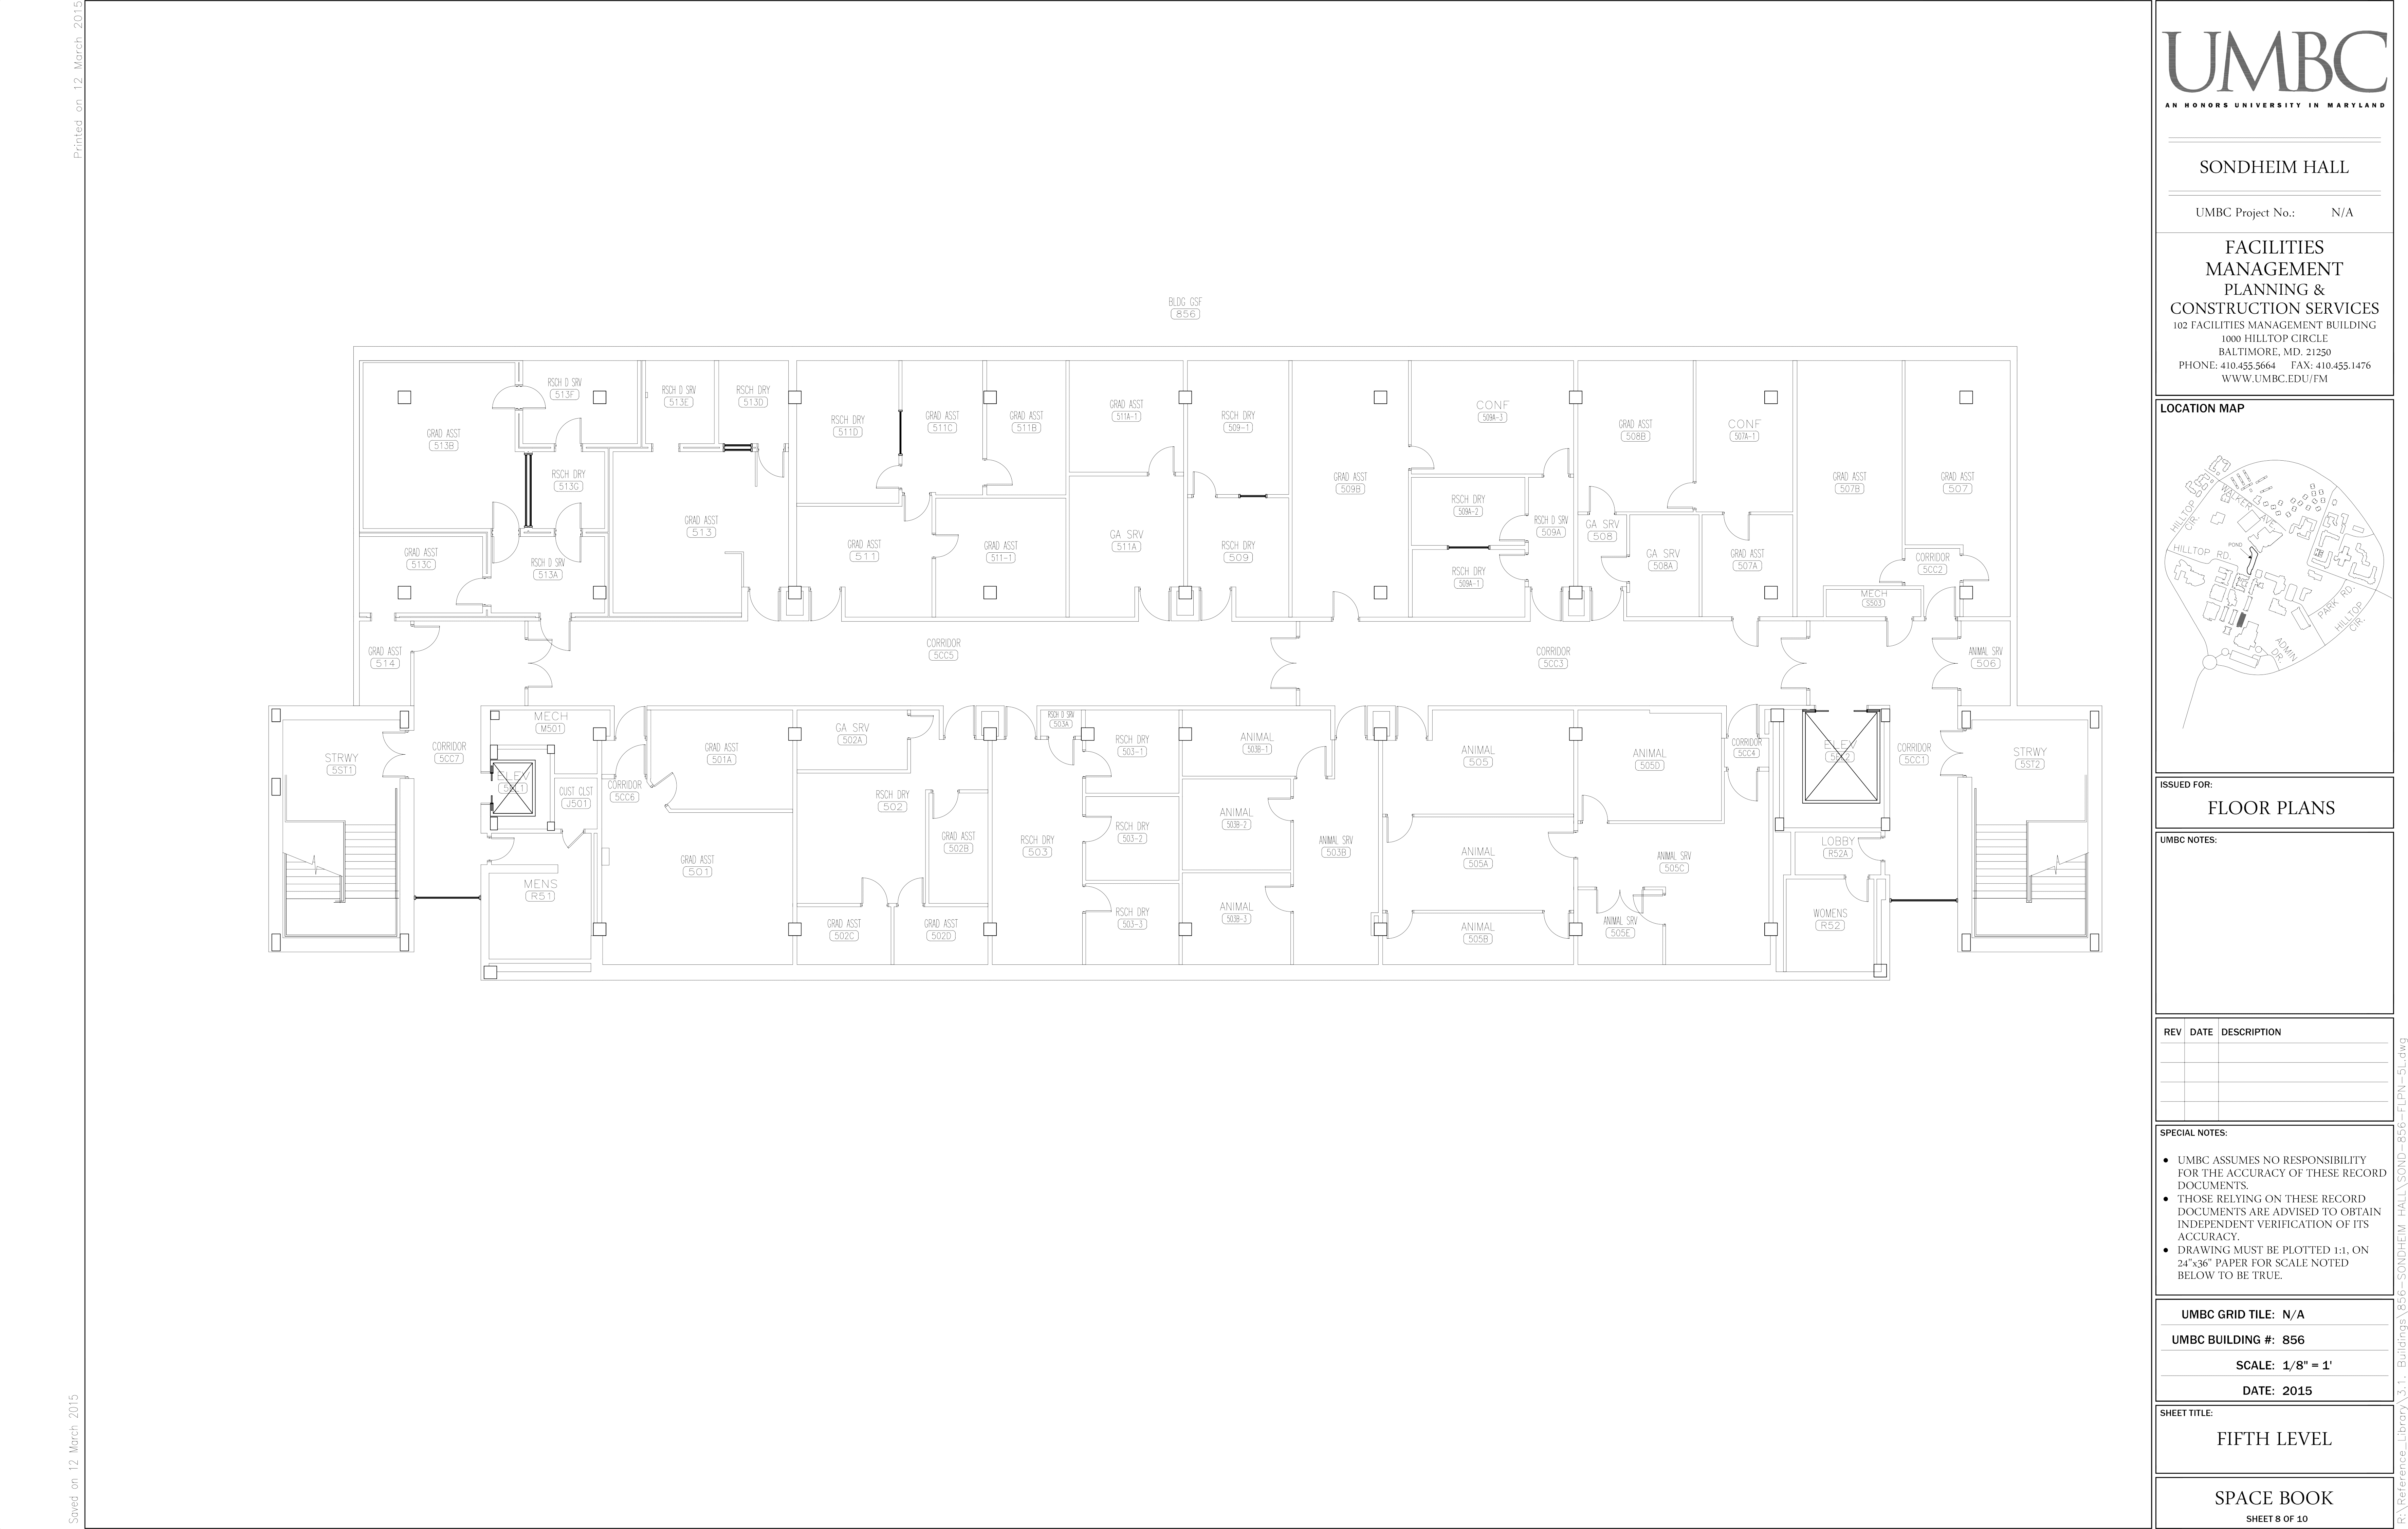 Printed on 12 March 2015
Saved on 12 March 2015
BLDG GSF
856
GRAD ASST
513B
RSCH D SRV
513F
RSCH D SRV
513E
RSCH DRY
513D
RSCH DRY
511D
GRAD ASST
511C
GRAD ASST
511B
GRAD ASST
511A-1
RSCH DRY
509-1
GRAD ASST
509B
CONF
509A-3
GRAD ASST
508B
CONF
507A-1
GRAD ASST
507B
GRAD ASST
507
RSCH DRY
513G
GRAD ASST
513
GRAD ASST
513C
RSCH D SRV
513A
GRAD ASST
511
GRAD ASST
511-1
GA SRV
511A
RSCH DRY
509
RSCH DRY
509A-2
RSCH D SRV
509A
RSCH DRY
509A-1
GA SRV
508
GA SRV
508A
GRAD ASST
507A
CORRIDOR
5CC2
MECH
S503
GRAD ASST
514
CORRIDOR
5CC5
CORRIDOR
5CC3
ANIMAL SRV
506
STRWY
5ST1
CORRIDOR
5CC7
MECH
M501
ELEV
5EL1
CUST CLST
J501
CORRIDOR
5CC6
GRAD ASST
501A
GRAD ASST
501
MENS
R51
GA SRV
502A
RSCH DRY
502
GRAD ASST
502B
GRAD ASST
502C
GRAD ASST
502D
RSCH DRY
503
RSCH D SRV
503A
RSCH DRY
503-1
RSCH DRY
503-2
RSCH DRY
503-3
ANIMAL
503B-1
ANIMAL
503B-2
ANIMAL
503B-3
ANIMAL SRV
503B
ANIMAL
505
ANIMAL
505A
ANIMAL
505B
ANIMAL
505D
ANIMAL SRV
505C
ANIMAL SRV
505E
CORRIDOR
5CC4
ELEV
5EL2
LOBBY
R52A
WOMENS
R52
CORRIDOR
5CC1
STRWY
5ST2
UMBC
AN HONORS UNIVERSITY IN MARYLAND
SONDHEIM HALL
UMBC Project No.: N/A
FACILITIES
MANAGEMENT
PLANNING &
CONSTRUCTION SERVICES
102 FACILITIES MANAGEMENT BUILDING
1000 HILLTOP CIRCLE
BALTIMORE, MD. 21250
PHONE: 410.455.5664 FAX: 410.455.1476
WWW.UMBC.EDU/FM
LOCATION MAP
HILLTOP
CIR.
WALKER AVE.
POND
HILLTOP RD.
PARK RD.
HILLTOP
CIR.
ADMIN
DR.
ISSUED FOR:
FLOOR PLANS
UMBC NOTES:
REV DATE DESCRIPTION
SPECIAL NOTES:
● UMBC ASSUMES NO RESPONSIBILITY
FOR THE ACCURACY OF THESE RECORD
DOCUMENTS.
● THOSE RELYING ON THESE RECORD
DOCUMENTS ARE ADVISED TO OBTAIN
INDEPENDENT VERIFICATION OF ITS
ACCURACY.
● DRAWING MUST BE PLOTTED 1:1, ON
24"x36" PAPER FOR SCALE NOTED
BELOW TO BE TRUE.
UMBC GRID TILE: N/A
UMBC BUILDING #: 856
SCALE: 1/8" = 1'
DATE: 2015
SHEET TITLE:
FIFTH LEVEL
SPACE BOOK
SHEET 8 OF 10
R:\Reference_Library\3.1. Buildings\856-SONDHEIM HALL\SOND-856-FLPN-5L.dwg